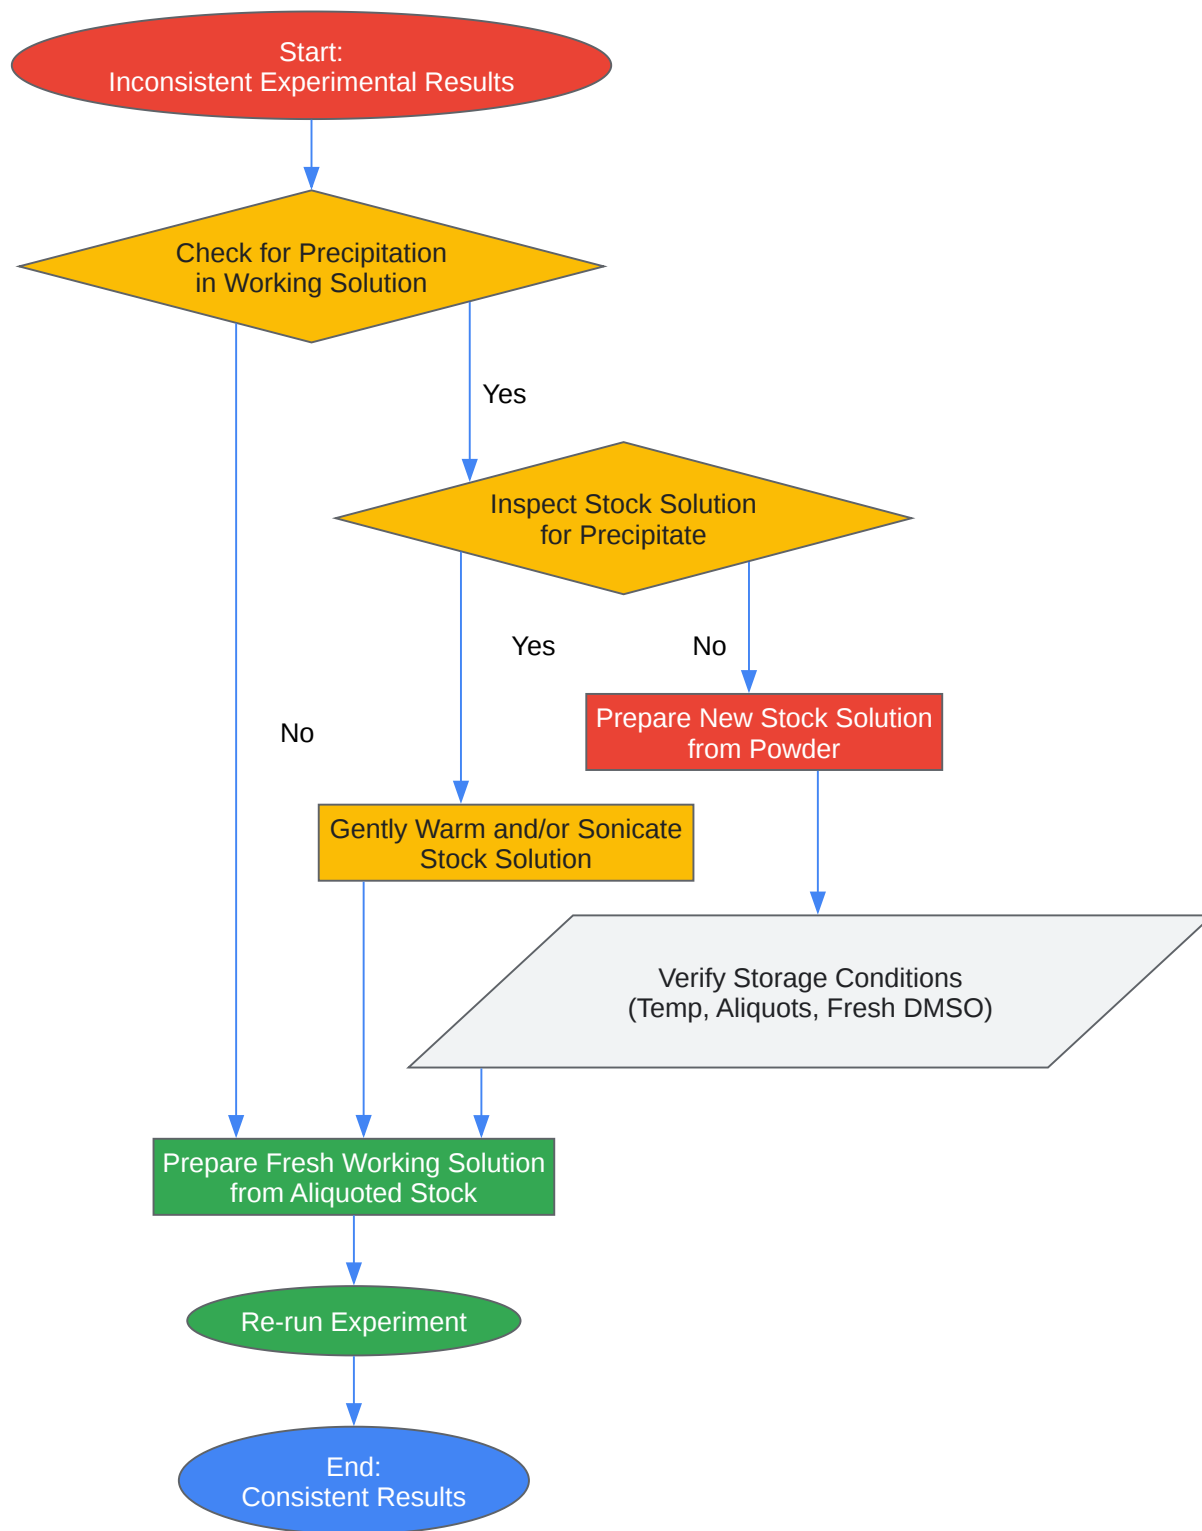 Start:
Inconsistent Experimental Results
Check for Precipitation
in Working Solution
Yes
Inspect Stock Solution
for Precipitate
Yes
No
Prepare New Stock Solution
from Powder
No
Gently Warm and/or Sonicate
Stock Solution
Verify Storage Conditions
(Temp, Aliquots, Fresh DMSO)
Prepare Fresh Working Solution
from Aliquoted Stock
Re-run Experiment
End:
Consistent Results